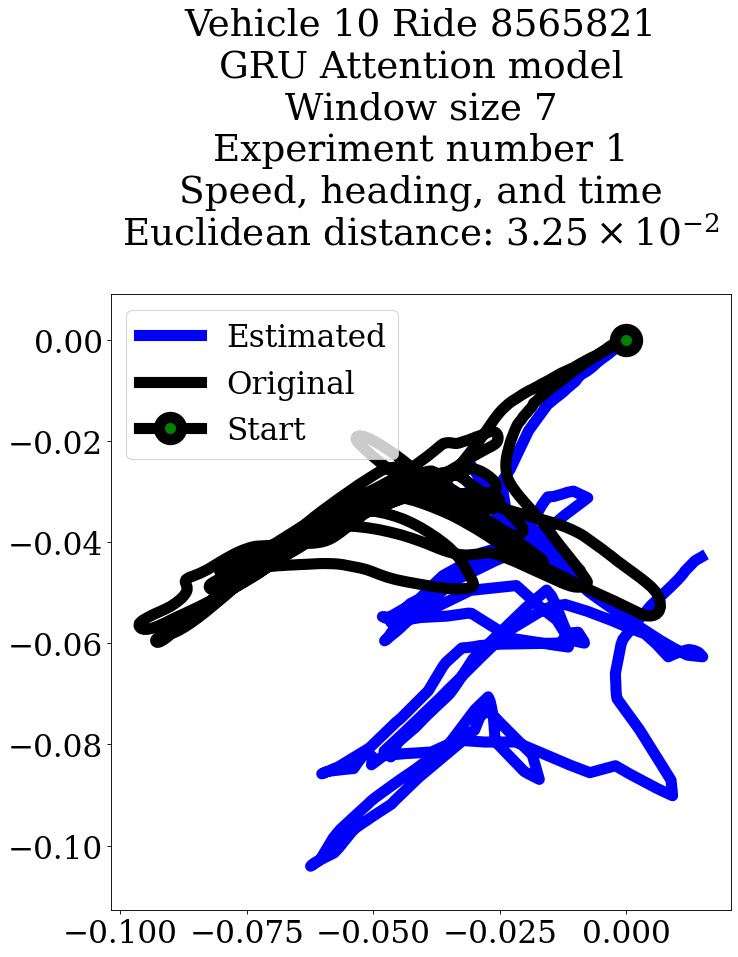 Vehicle 10 Ride 8565821
GRU Attention model
Window size 7
Experiment number 1
Speed, heading, and time
Euclidean distance: 3.25 × 10⁻²
Estimated
Original
Start
0.00
−0.02
−0.04
−0.06
−0.08
−0.10
−0.100 −0.075 −0.050 −0.025 0.000